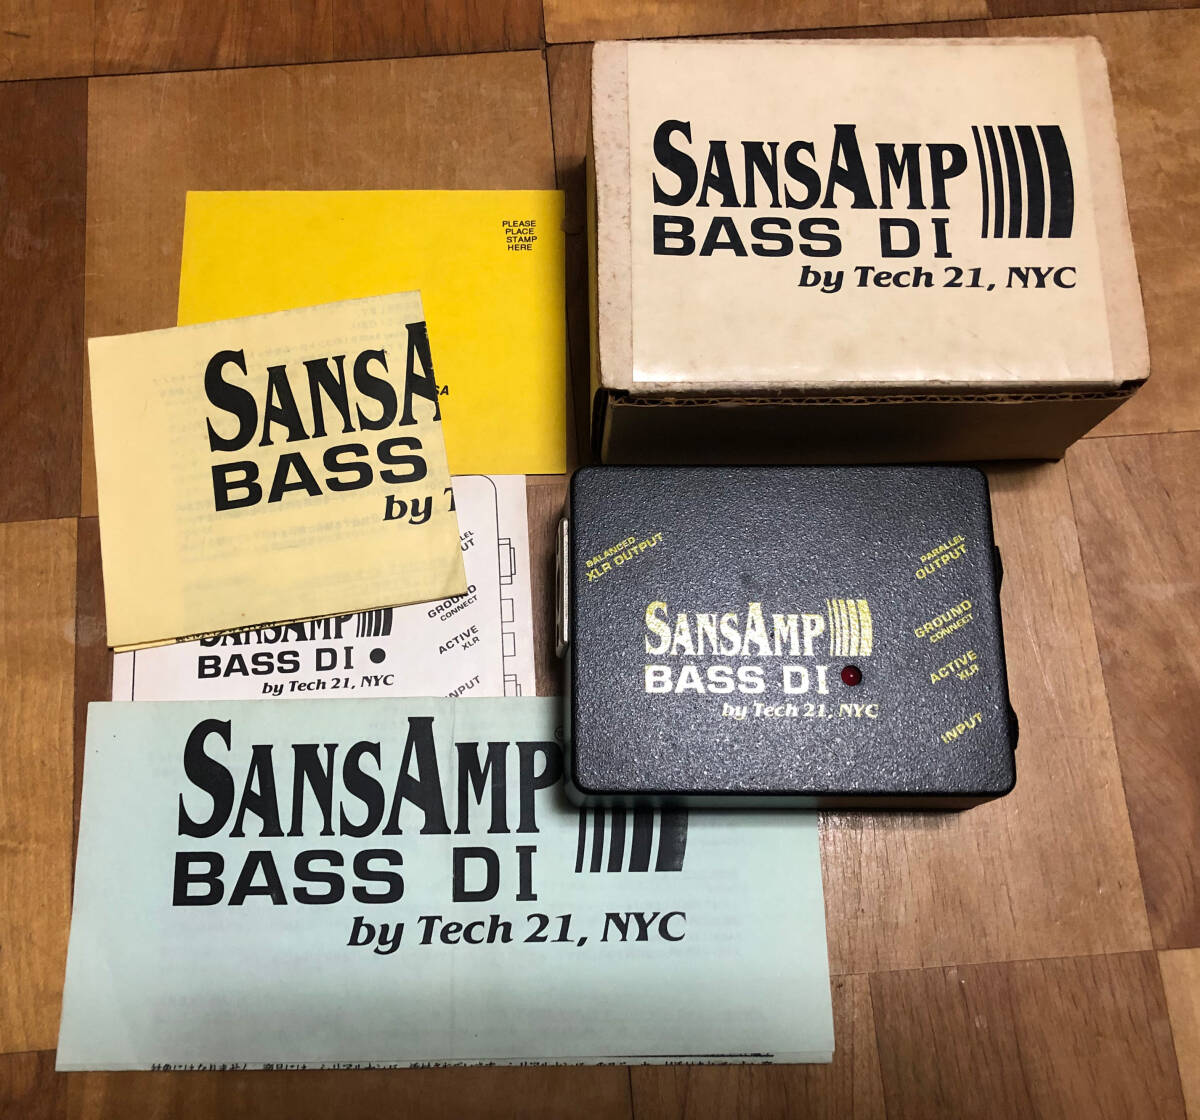 SANSAMP
BASS DI
by Tech 21, NYC
PLEASE
PLACE
STAMP
HERE
SANSA
BASS
by T
BALANCED
XLR OUTPUT
PARALLEL
OUTPUT
GROUND
CONNECT
ACTIVE
XLR
INPUT
SANSAMP
BASS DI
by Tech 21, NYC
GROUND
CONNECT
ACTIVE
XLR
INPUT
SANSAMP
BASS DI
by Tech 21, NYC
SANSAMP
BASS DI
by Tech 21, NYC